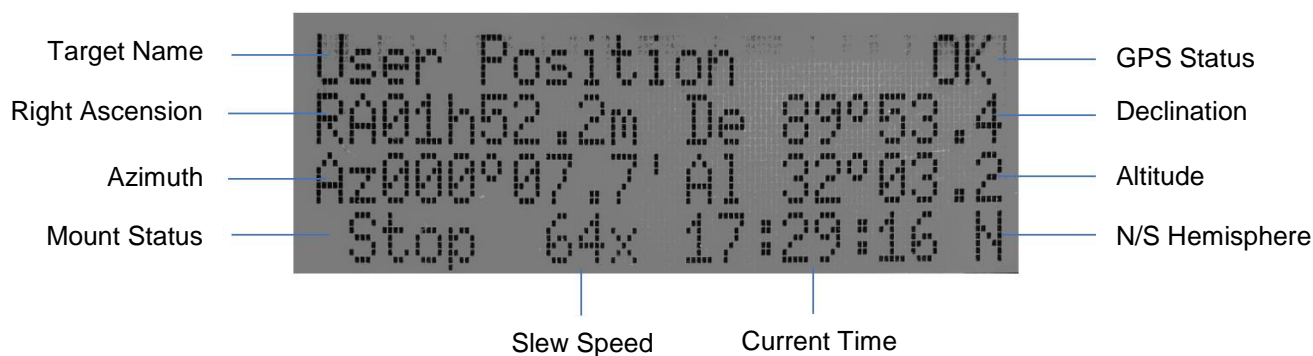 Target Name User Position OK GPS Status
Right Ascension RA01h52.2m De 89°53.4 Declination
Azimuth Az000°07.7' Al 32°03.2 Altitude
Mount Status Stop 64x 17:29:16 N N/S Hemisphere
Slew Speed Current Time